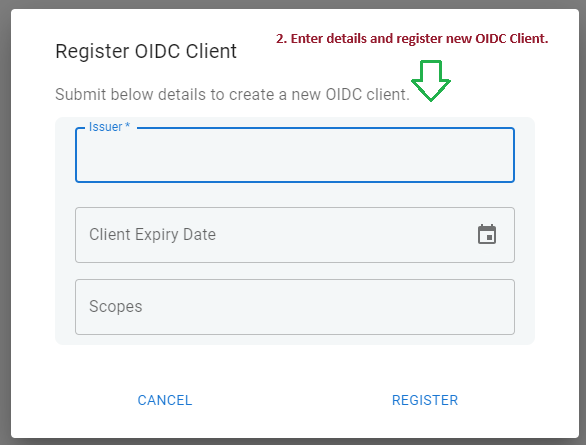 Register OIDC Client
2. Enter details and register new OIDC Client.
Submit below details to create a new OIDC client.
Issuer *
Client Expiry Date
Scopes
CANCEL
REGISTER